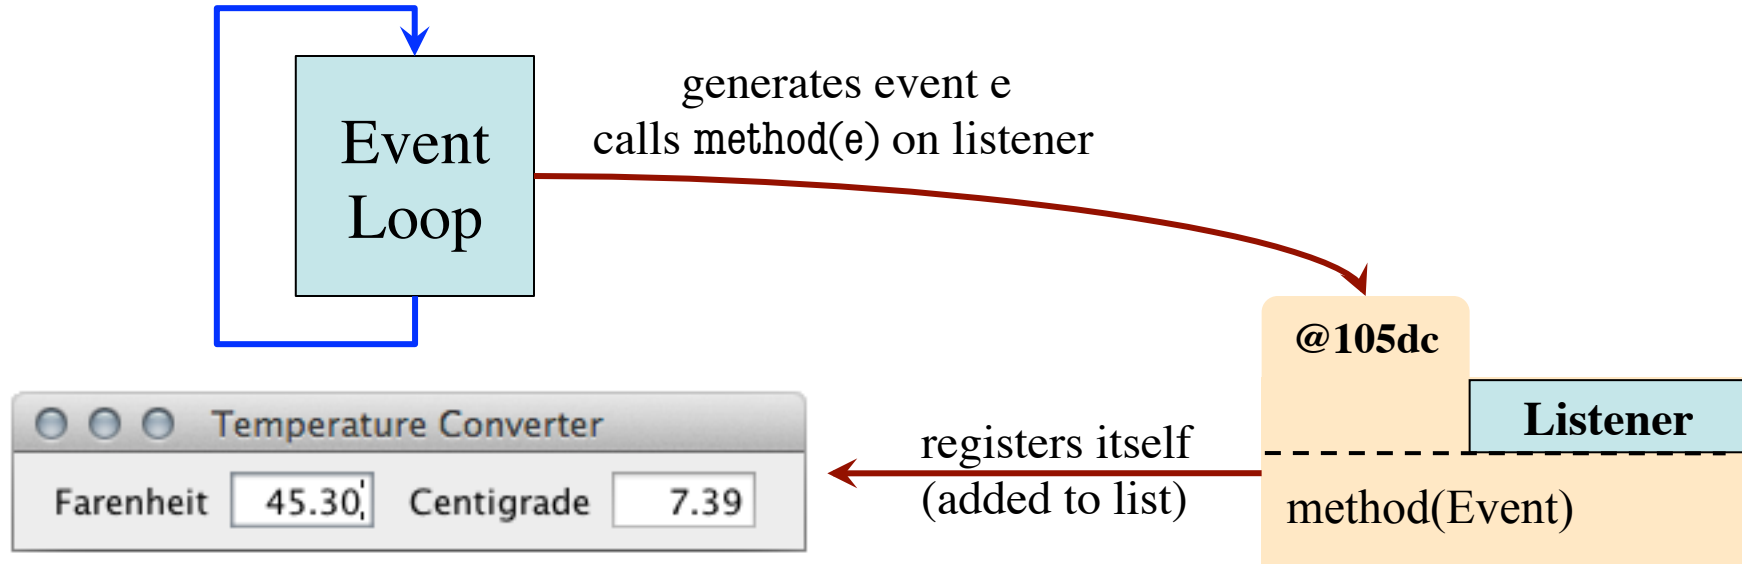 Event
Loop
generates event e
calls method(e) on listener
@105dc
Listener
method(Event)
registers itself
(added to list)
Temperature Converter
Farenheit 45.30 Centigrade 7.39